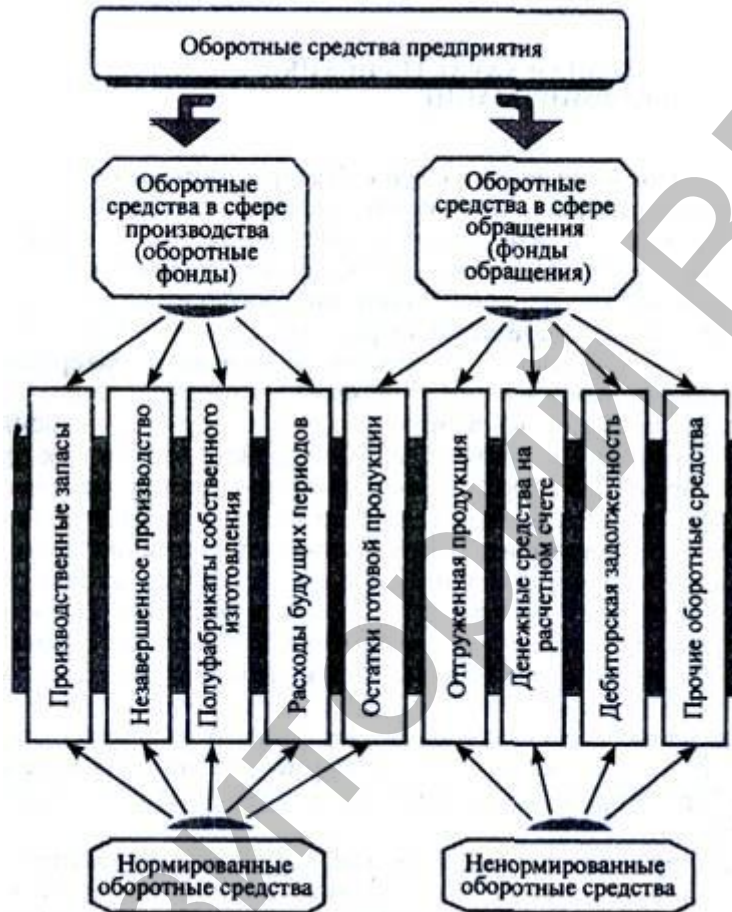 Оборотные средства предприятия
Оборотные
средства в сфере
производства
(оборотные
фонды)
Оборотные
средства в сфере
обращения
(фонды
обращения)
Производственные запасы
Незавершенное производство
Полуфабрикаты собственного
изготовления
Расходы будущих периодов
Остатки готовой продукции
Отгруженная продукция
Денежные средства на
расчетном счете
Дебиторская задолженность
Прочие оборотные средства
Нормированные
оборотные средства
Ненормированные
оборотные средства